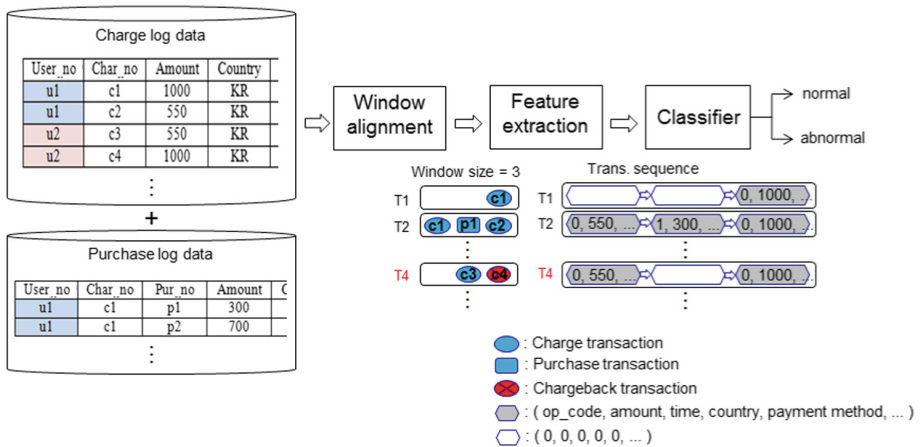 Charge log data
User_no Char_no Amount Country
u1 c1 1000 KR
u1 c2 550 KR
u2 c3 550 KR
u2 c4 1000 KR
⋮
+
Purchase log data
User_no Char_no Pur_no Amount
u1 c1 p1 300
u1 c1 p2 700
⋮
Window alignment
Feature extraction
Classifier
normal
abnormal
Window size = 3
T1 c1
T2 c1 p1 c2
⋮
T4 c3 c4
⋮
Trans. sequence
T1 0, 1000, ...
T2 0, 550, ... 1, 300, ... 0, 1000, ...
⋮
T4 0, 550, ... 0, 1000, ...
⋮
: Charge transaction
: Purchase transaction
: Chargeback transaction
: ( op_code, amount, time, country, payment method, ... )
: ( 0, 0, 0, 0, 0, ... )